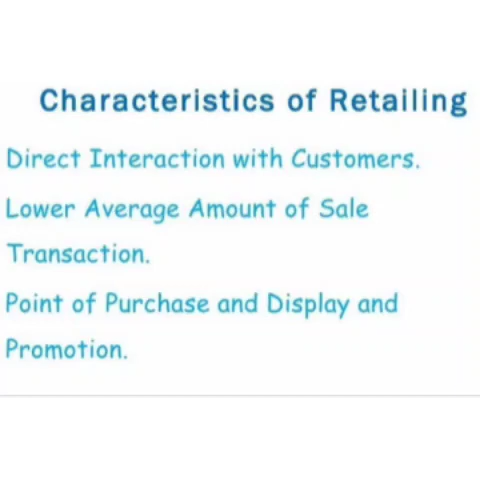 Characteristics of Retailing
Direct Interaction with Customers.
Lower Average Amount of Sale
Transaction.
Point of Purchase and Display and
Promotion.